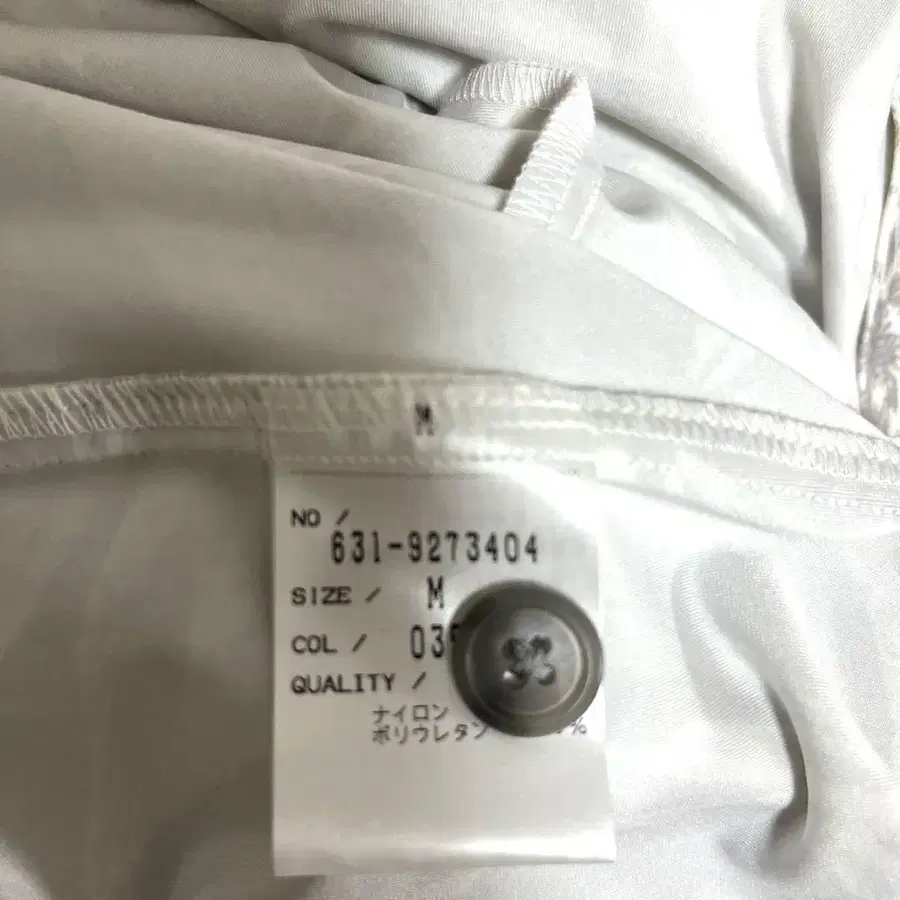 M
NO /
631-9273404
SIZE / M
COL / 03
QUALITY /
ナイロン
ポリウレタン %